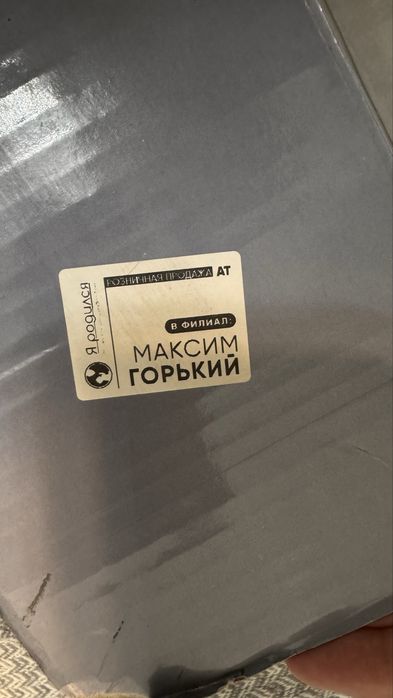 РОЗНИЧНАЯ ПРОДАЖА АТ
Я родился
В ФИЛИАЛ:
МАКСИМ
ГОРЬКИЙ